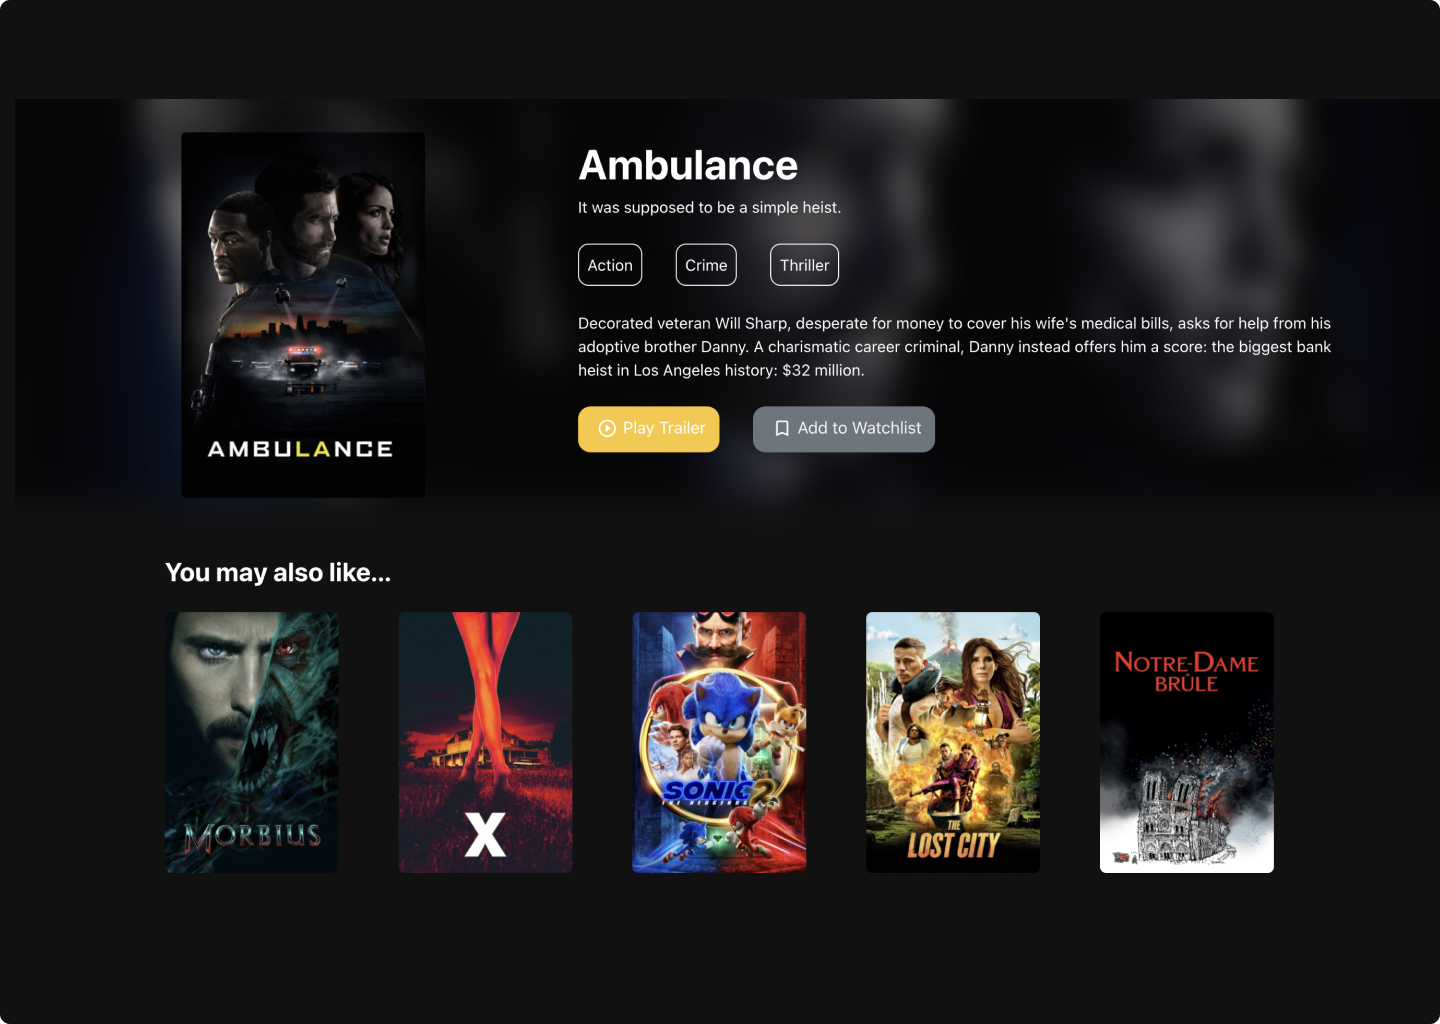 AMBULANCE
Ambulance
It was supposed to be a simple heist.
Action
Crime
Thriller
Decorated veteran Will Sharp, desperate for money to cover his wife's medical bills, asks for help from his
adoptive brother Danny. A charismatic career criminal, Danny instead offers him a score: the biggest bank
heist in Los Angeles history: $32 million.
Play Trailer
Add to Watchlist
You may also like...
MORBIUS
X
SONIC 2
THE HEDGEHOG
THE
LOST CITY
NOTRE-DAME
BRÛLE